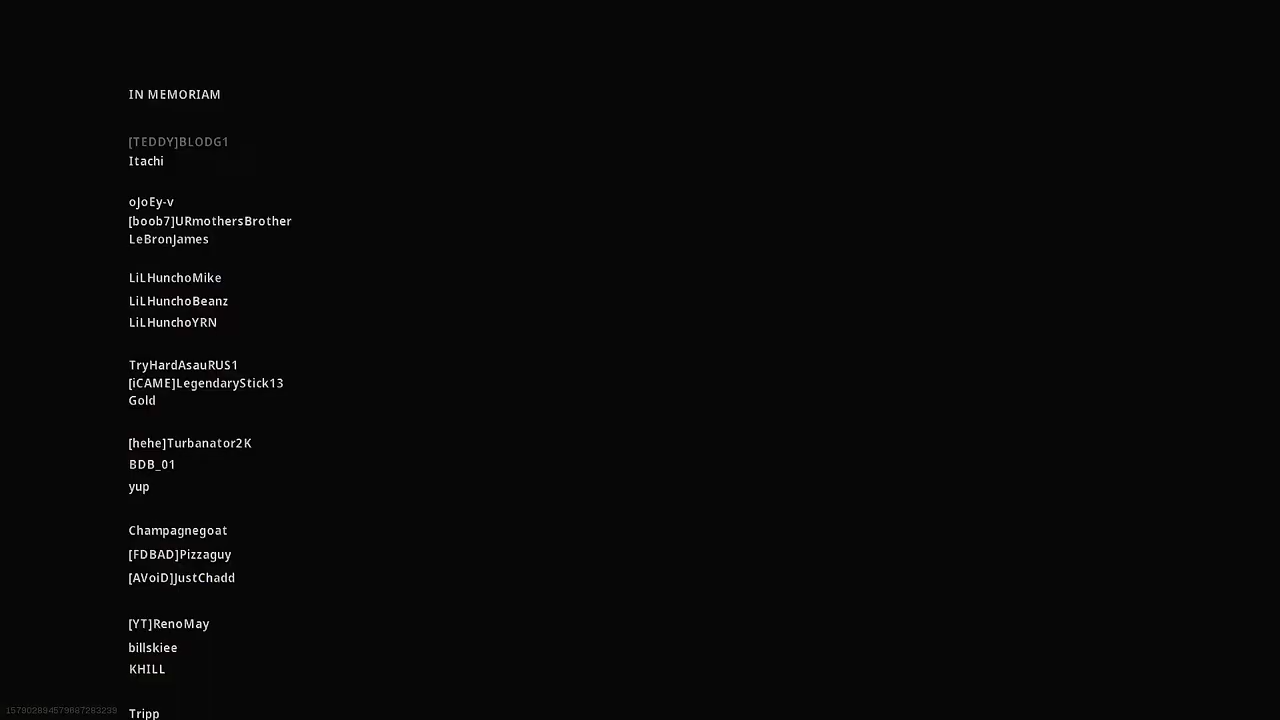 IN MEMORIAM
[TEDDY]BLODG1
Itachi
oJoEy-v
[boob7]URmothersBrother
LeBronJames
LiLHunchoMike
LiLHunchoBeanz
LiLHunchoYRN
TryHardAsauRUS1
[iCAME]LegendaryStick13
Gold
[hehe]Turbanator2K
BDB_01
yup
Champagnegoat
[FDBAD]Pizzaguy
[AVoiD]JustChadd
[YT]RenoMay
billskiee
KHILL
Tripp